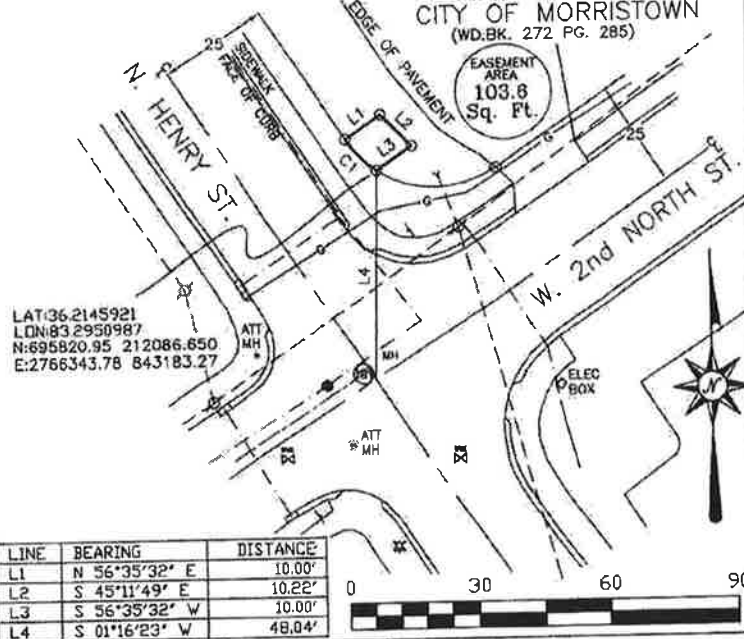 CITY OF MORRISTOWN
(WD.BK. 272 PG. 285)
EASEMENT
AREA
103.6
Sq. Ft.
EDGE OF PAVEMENT
25
SIDEWALK
FACE OF CURB
℄
N. HENRY ST.
L1
L2
L3
C1
G
25
℄
W. 2nd NORTH ST.
G
G
L4
LAT:36.2145921
LON:83.2950987
N:695820.95 212086.650
E:2766343.78 843183.27
ATT
MH
MH
ELEC
BOX
ATT
MH
N
LINE BEARING DISTANCE
L1 N 56°35'32" E 10.00'
L2 S 45°11'49" E 10.22'
L3 S 56°35'32" W 10.00'
L4 S 01°16'23" W 48.04'
0 30 60 90